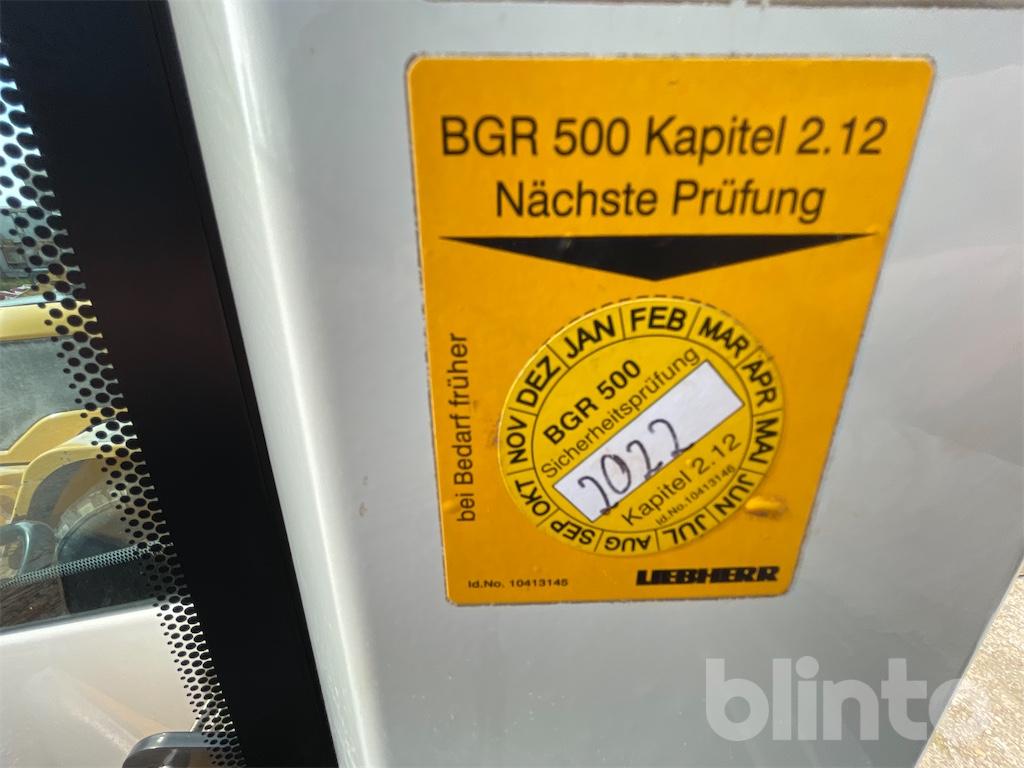 BGR 500 Kapitel 2.12
Nächste Prüfung
bei Bedarf früher
JAN FEB MAR APR MAI JUN JUL AUG SEP OKT NOV DEZ
BGR 500
Sicherheitsprüfung
2022
Kapitel 2.12
Id.No.10413146
Id.No. 10413145
LIEBHERR
blinto